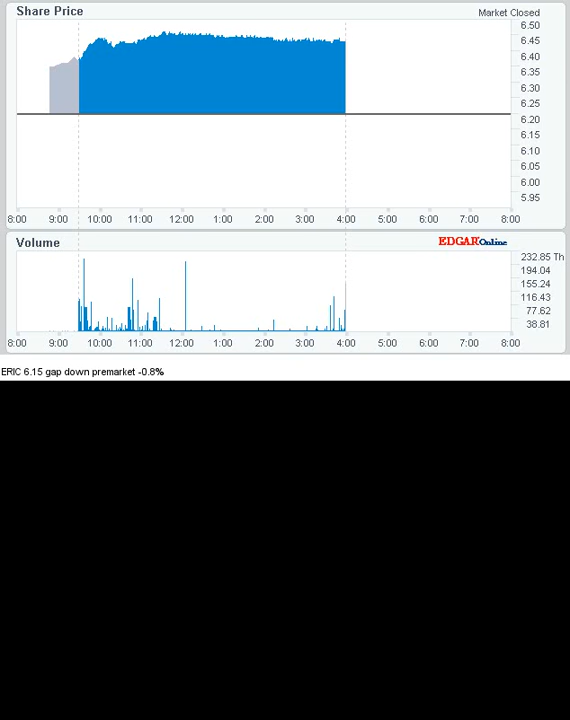 Share Price
Market Closed
6.50
6.45
6.40
6.35
6.30
6.25
6.20
6.15
6.10
6.05
6.00
5.95
8:00 9:00 10:00 11:00 12:00 1:00 2:00 3:00 4:00 5:00 6:00 7:00 8:00
Volume
EDGAR Online
232.85 Th
194.04
155.24
116.43
77.62
38.81
8:00 9:00 10:00 11:00 12:00 1:00 2:00 3:00 4:00 5:00 6:00 7:00 8:00
ERIC 6.15 gap down premarket -0.8%